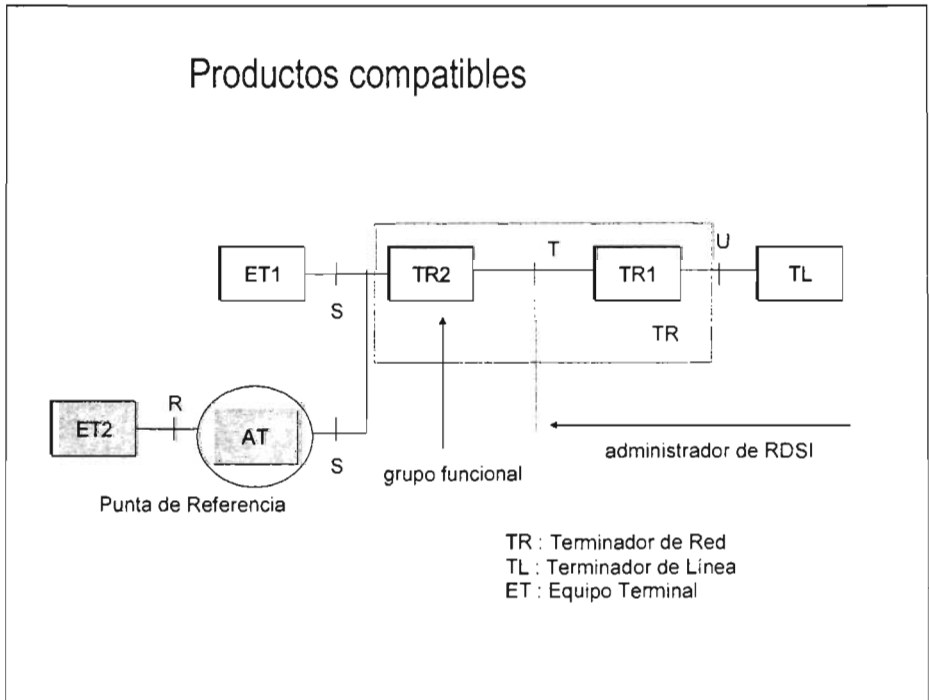 Productos compatibles
ET1
S
TR2
T
TR1
U
TL
TR
ET2
R
AT
S
Punta de Referencia
grupo funcional
administrador de RDSI
TR : Terminador de Red
TL : Terminador de Línea
ET : Equipo Terminal